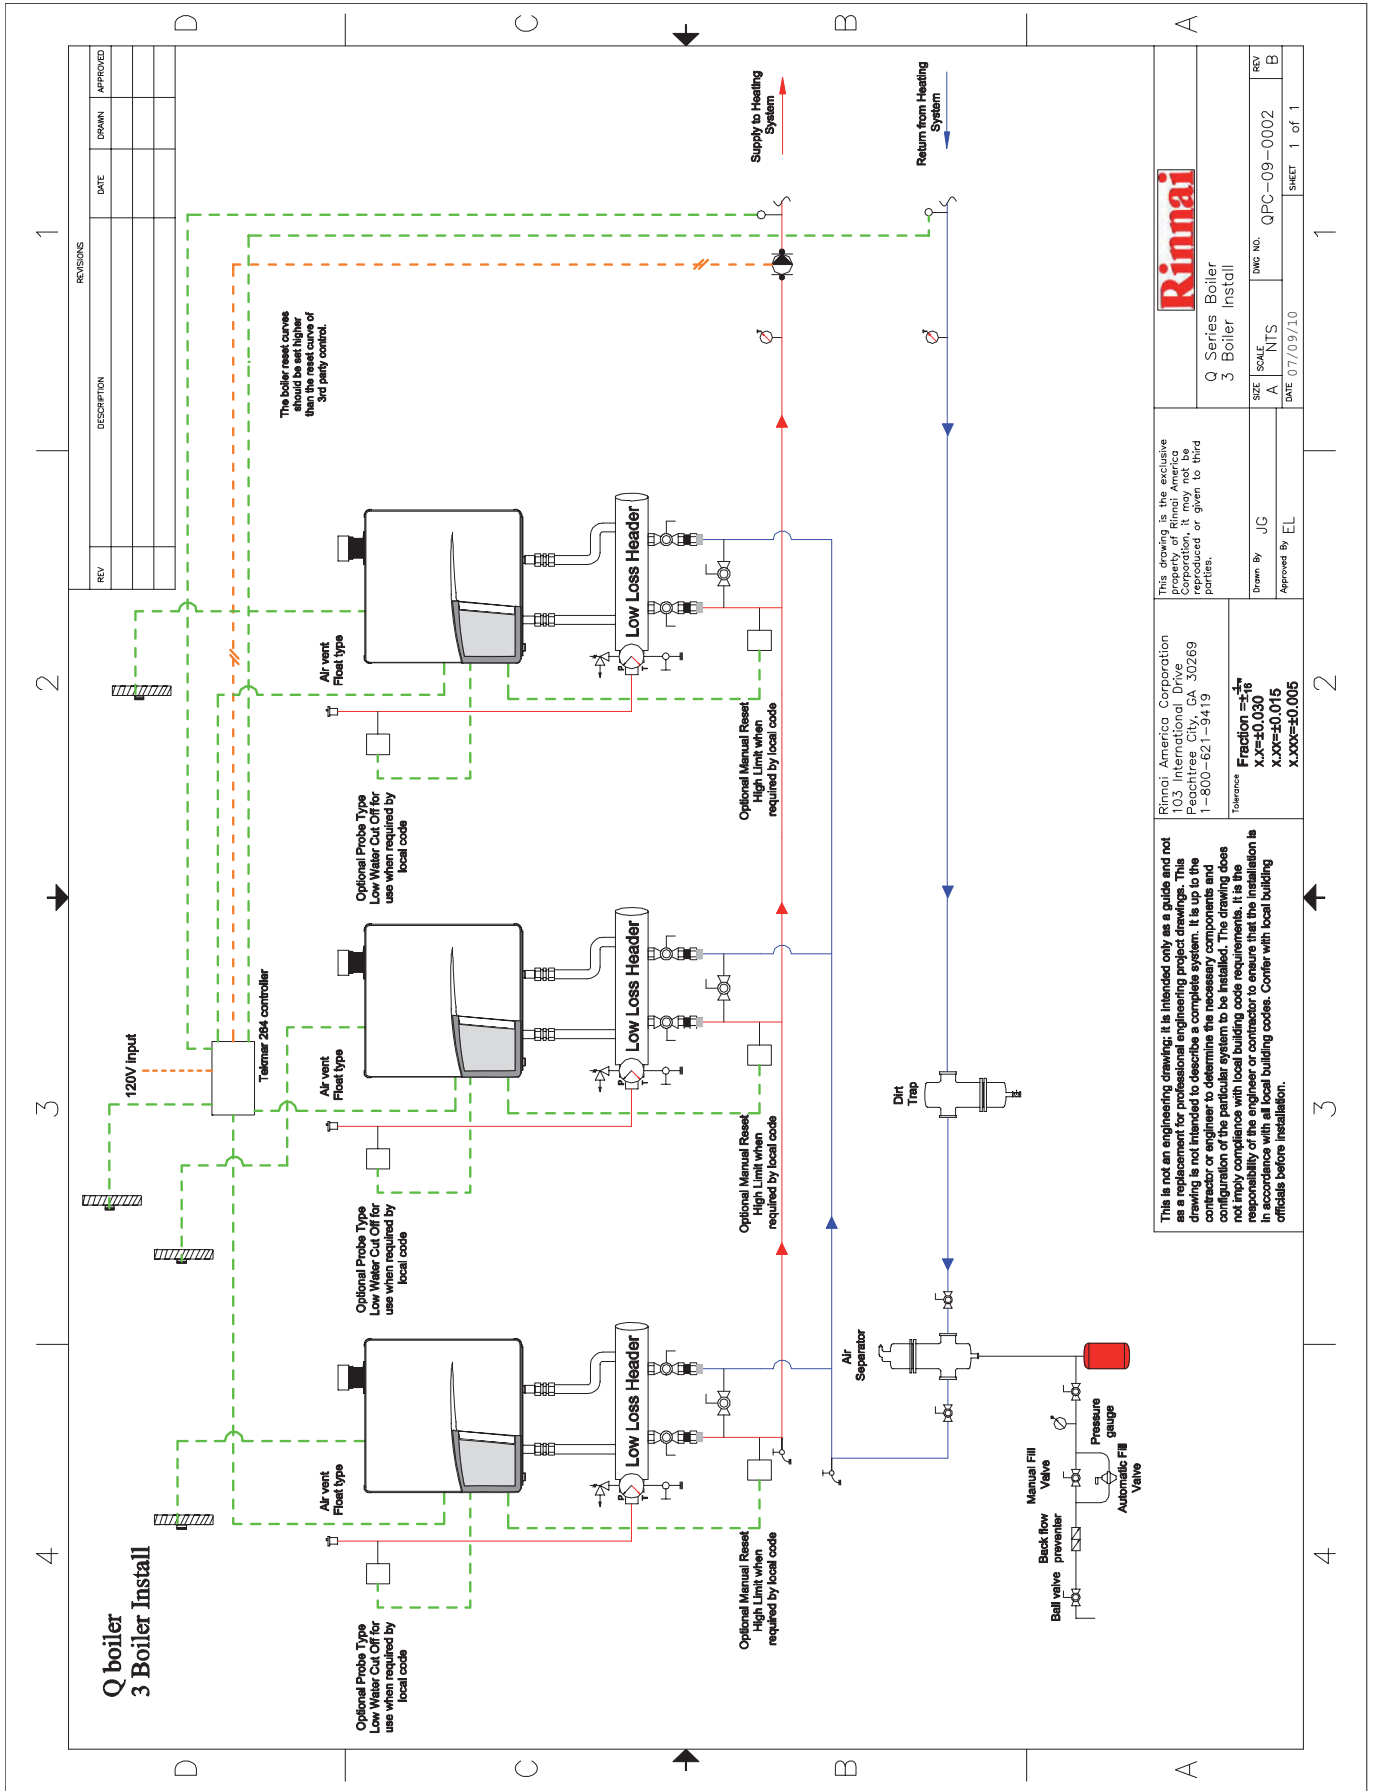 Q boiler
3 Boiler Install
REVISIONS
REV
DESCRIPTION
DATE
DRAWN
APPROVED
4
3
2
1
D
C
B
A
D
C
B
A
4
3
2
1
120V input
Tekmar 264 controller
The boiler reset curves
should be set higher
than the reset curve of
3rd party control.
Air vent
Float type
Air vent
Float type
Air vent
Float type
Optional Probe Type
Low Water Cut Off for
use when required by
local code
Optional Probe Type
Low Water Cut Off for
use when required by
local code
Optional Probe Type
Low Water Cut Off for
use when required by
local code
Low Loss Header
P
T
Low Loss Header
P
T
Low Loss Header
P
T
Optional Manual Reset
High Limit when
required by local code
Optional Manual Reset
High Limit when
required by local code
Optional Manual Reset
High Limit when
required by local code
Supply to Heating
System
Return from Heating
System
Air
Separator
Dirt
Trap
Ball valve
Back flow
preventer
Manual Fill
Valve
Pressure
gauge
Automatic Fill
Valve
This is not an engineering drawing; it is intended only as a guide and not
as a replacement for professional engineering project drawings. This
drawing is not intended to describe a complete system. It is up to the
contractor or engineer to determine the necessary components and
configuration of the particular system to be installed. The drawing does
not imply compliance with local building code requirements. It is the
responsibility of the engineer or contractor to ensure that the installation is
in accordance with all local building codes. Confer with local building
officials before installation.
Rinnai America Corporation
103 International Drive
Peachtree City, GA 30269
1-800-621-9419
Tolerance
Fraction =±1/16"
X.X=±0.030
X.XX=±0.015
X.XXX=±0.005
This drawing is the exclusive
property of Rinnai America
Corporation, it may not be
reproduced or given to third
parties.
Drawn By JG
Approved By EL
Rinnai
Q Series Boiler
3 Boiler Install
SIZE A
SCALE NTS
DWG NO. QPC-09-0002
REV B
DATE 07/09/10
SHEET 1 of 1